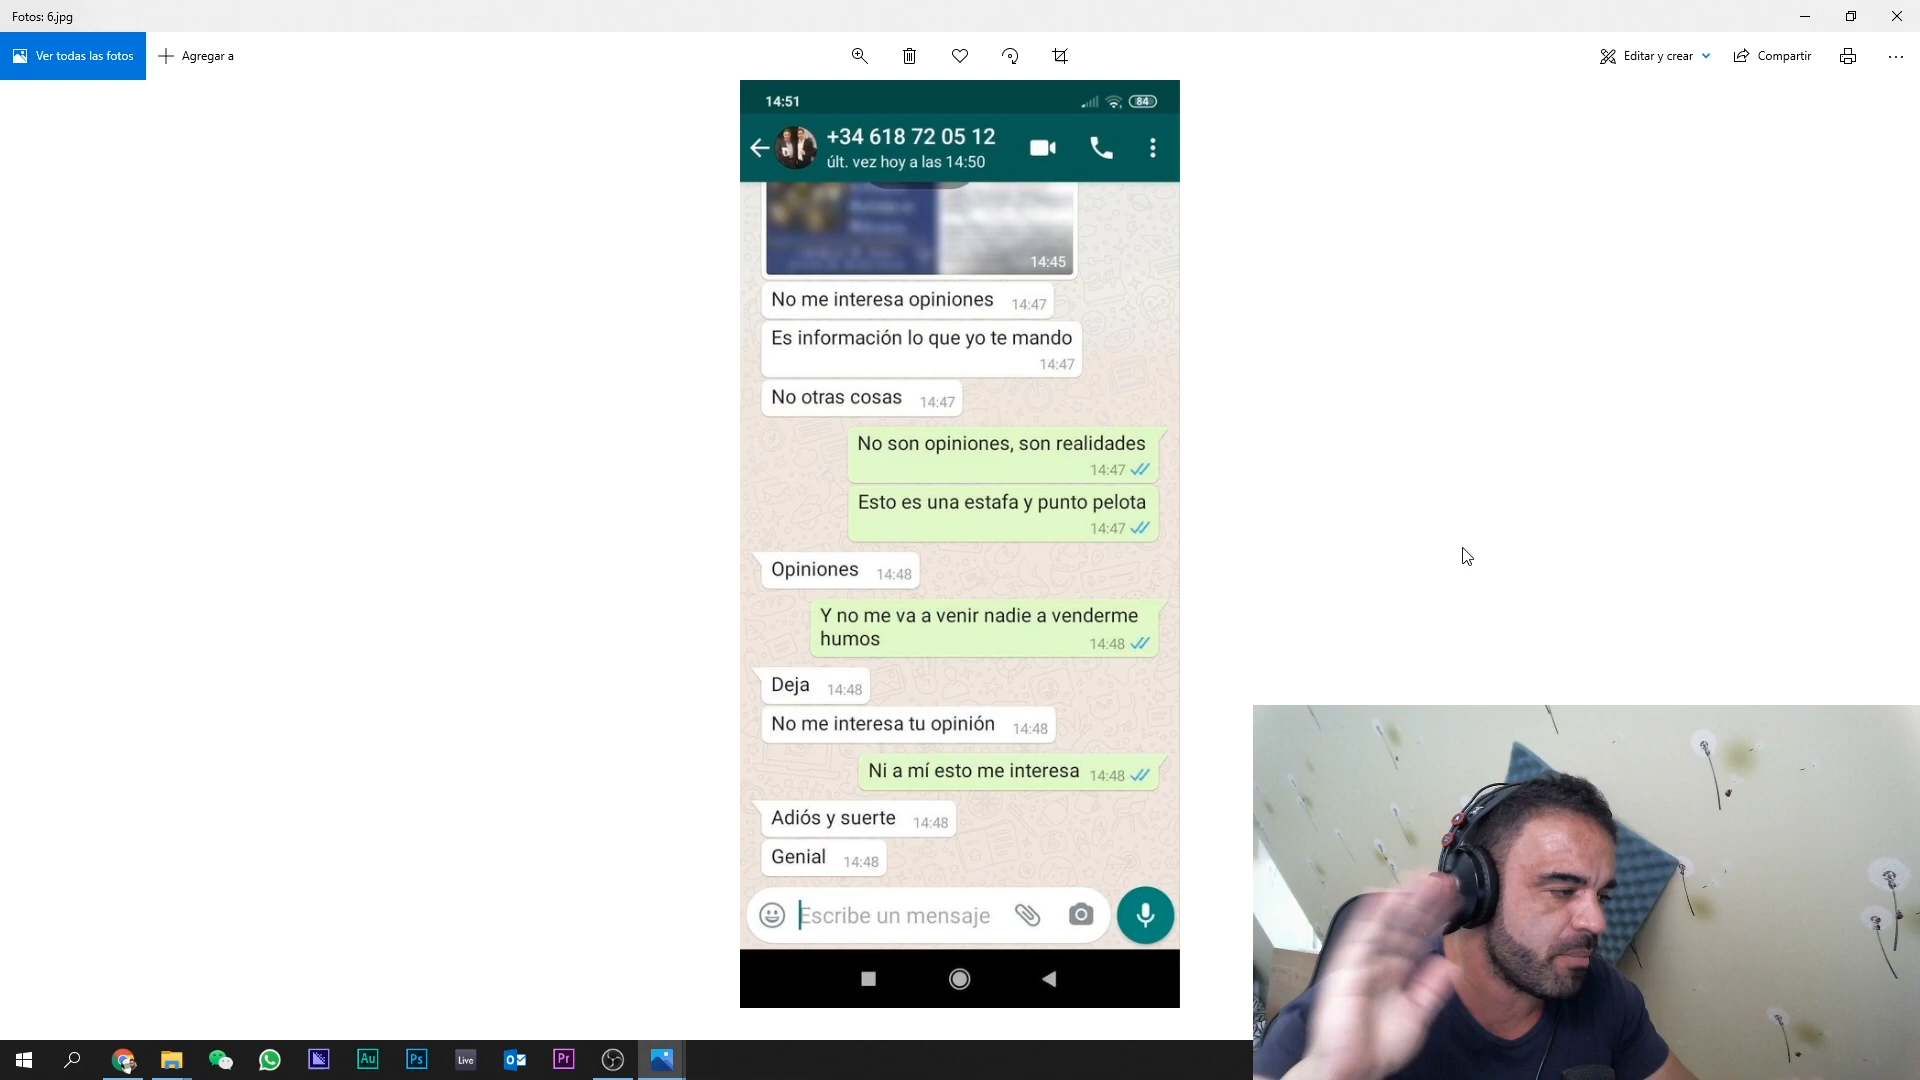 Fotos: 6.jpg
Ver todas las fotos
Agregar a
Editar y crear
Compartir
14:51
84
+34 618 72 05 12
últ. vez hoy a las 14:50
14:45
No me interesa opiniones 14:47
Es información lo que yo te mando
14:47
No otras cosas 14:47
No son opiniones, son realidades
14:47
Esto es una estafa y punto pelota
14:47
Opiniones 14:48
Y no me va a venir nadie a venderme
humos 14:48
Deja 14:48
No me interesa tu opinión 14:48
Ni a mí esto me interesa 14:48
Adiós y suerte 14:48
Genial 14:48
Escribe un mensaje
Au
Ps
Live
Pr